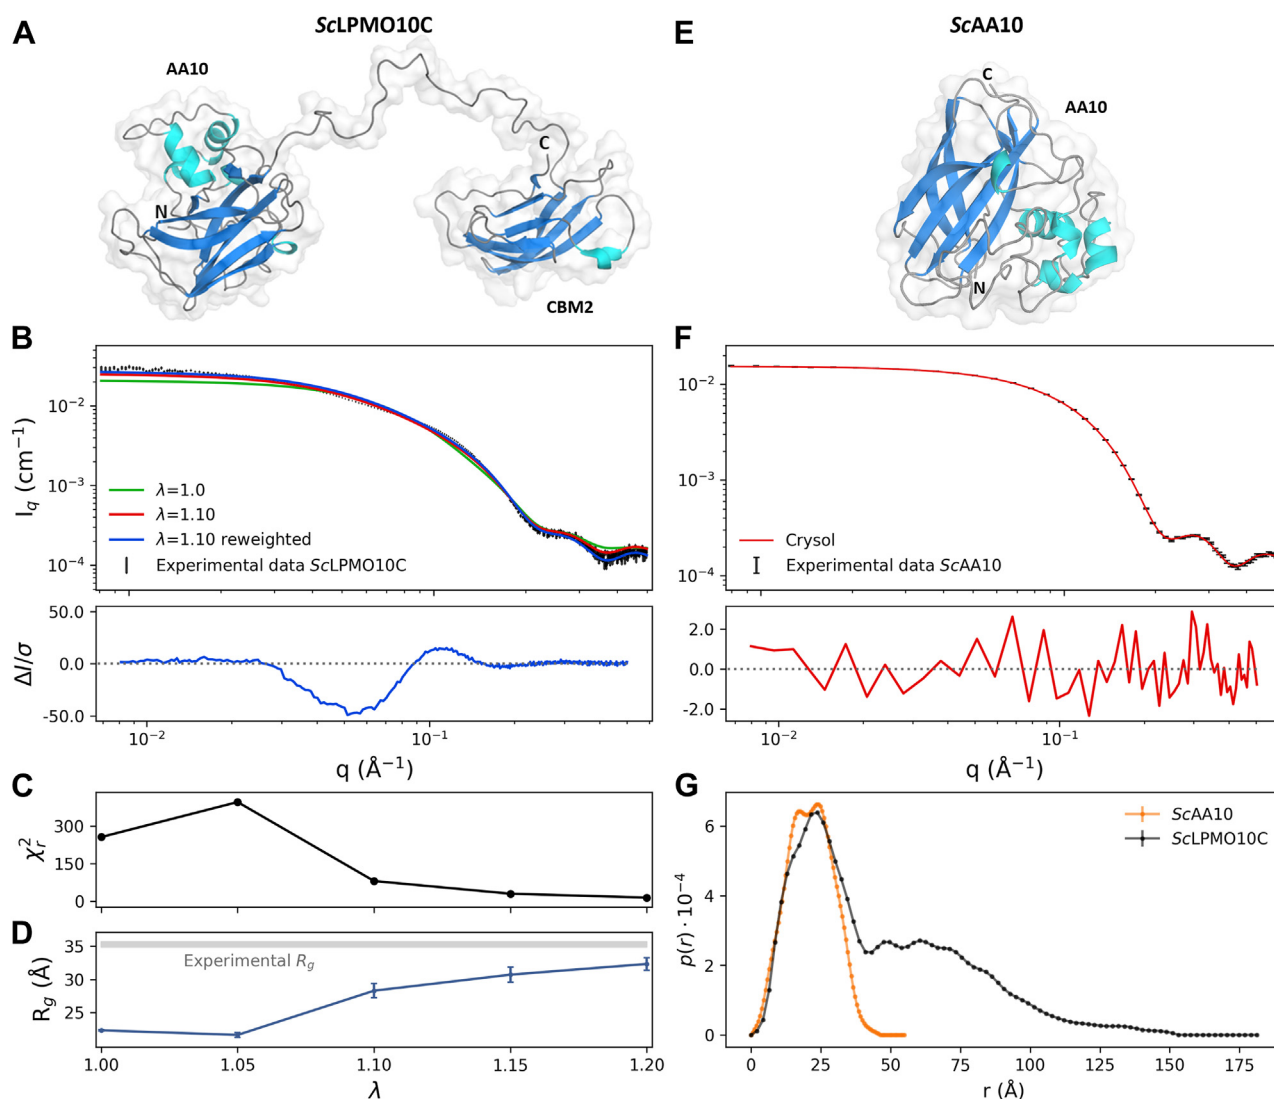 A
ScLPMO10C
AA10
N
C
CBM2
E
ScAA10
C
AA10
N
B
I_q (cm⁻¹)
10⁻²
10⁻³
10⁻⁴
λ=1.0
λ=1.10
λ=1.10 reweighted
Experimental data ScLPMO10C
ΔI/σ
50.0
0.0
-50.0
10⁻²
10⁻¹
q (Å⁻¹)
F
10⁻²
10⁻³
10⁻⁴
Crysol
Experimental data ScAA10
2.0
0.0
-2.0
10⁻²
10⁻¹
q (Å⁻¹)
C
χ²_r
300
150
0
D
R_g (Å)
35
30
25
Experimental R_g
1.00
1.05
1.10
1.15
1.20
λ
G
p(r) · 10⁻⁴
6
4
2
0
ScAA10
ScLPMO10C
0
25
50
75
100
125
150
175
r (Å)